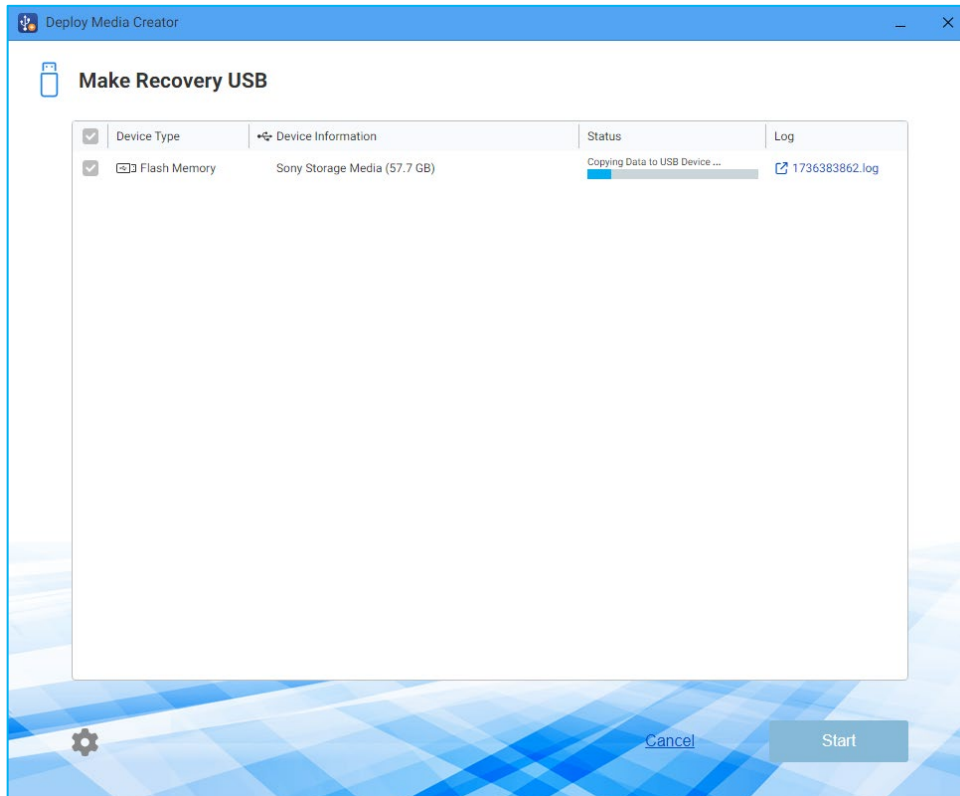 Deploy Media Creator
Make Recovery USB
Device Type Device Information Status Log
Flash Memory Sony Storage Media (57.7 GB) Copying Data to USB Device ... 1736383862.log
Cancel Start